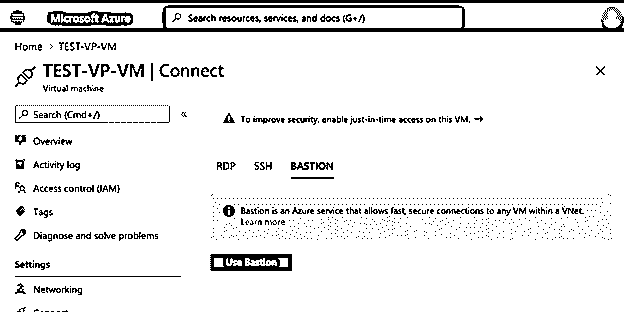 Microsoft Azure
Search resources, services, and docs (G+/)
Home > TEST-VP-VM
TEST-VP-VM | Connect
Virtual machine
Search (Cmd+/)
«
To improve security, enable just-in-time access on this VM. →
Overview
Activity log
Access control (IAM)
Tags
Diagnose and solve problems
Settings
Networking
Connect
RDP SSH BASTION
Bastion is an Azure service that allows fast, secure connections to any VM within a VNet.
Learn more
Use Bastion